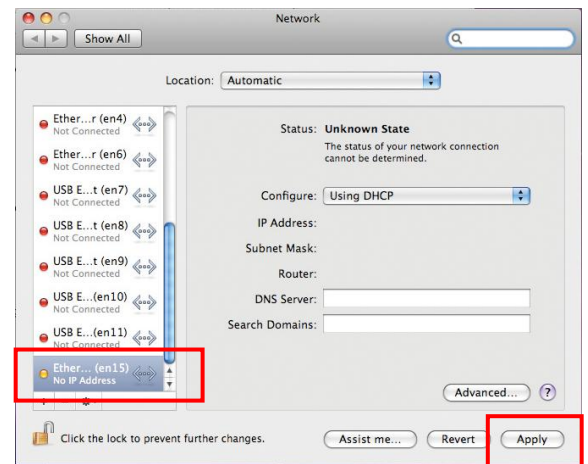 Network
Show All
Location: Automatic
Ether...r (en4)
Not Connected
Ether...r (en6)
Not Connected
USB E...t (en7)
Not Connected
USB E...t (en8)
Not Connected
USB E...t (en9)
Not Connected
USB E...(en10)
Not Connected
USB E...(en11)
Not Connected
Ether... (en15)
No IP Address
Status: Unknown State
The status of your network connection
cannot be determined.
Configure: Using DHCP
IP Address:
Subnet Mask:
Router:
DNS Server:
Search Domains:
Advanced... ?
Click the lock to prevent further changes.
Assist me... Revert Apply